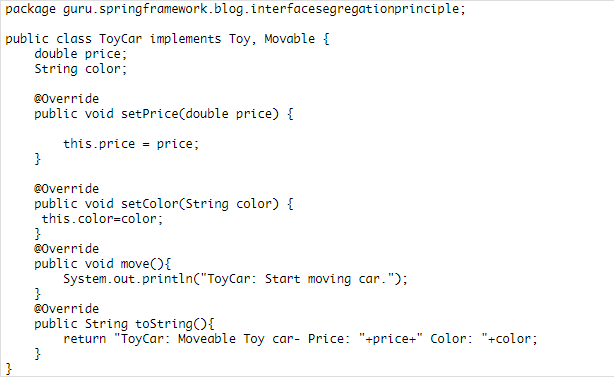 package guru.springframework.blog.interfacesegregationprinciple;

public class ToyCar implements Toy, Movable {
    double price;
    String color;

    @Override
    public void setPrice(double price) {

        this.price = price;
    }

    @Override
    public void setColor(String color) {
     this.color=color;
    }
    @Override
    public void move(){
        System.out.println("ToyCar: Start moving car.");
    }
    @Override
    public String toString(){
        return "ToyCar: Moveable Toy car- Price: "+price+" Color: "+color;
    }
}